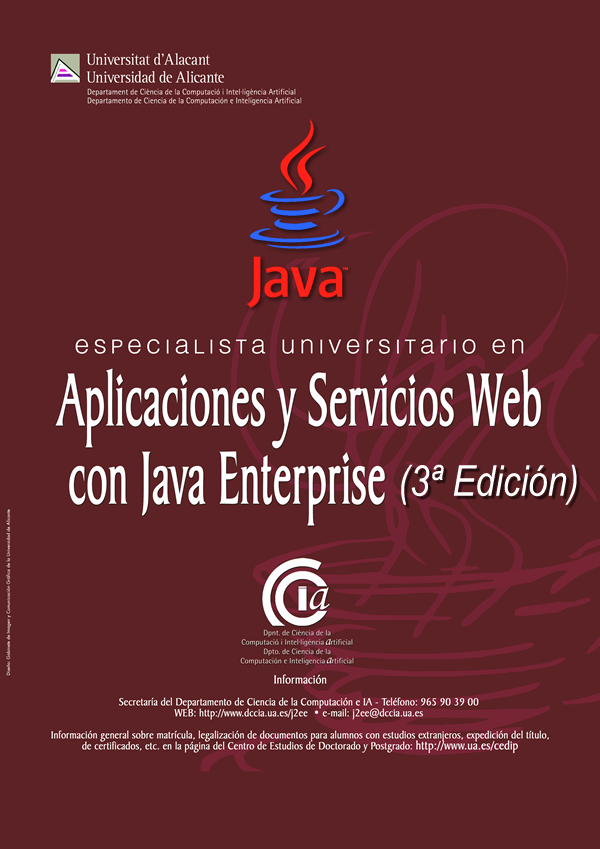 Universitat d'Alacant
Universidad de Alicante
Departament de Ciència de la Computació i Intel·ligència Artificial
Departamento de Ciencia de la Computación e Inteligencia Artificial
Java™
especialista universitario en
Aplicaciones y Servicios Web
con Java Enterprise (3ª Edición)
Diseño: Gabinete de Imagen y Comunicación Gráfica de la Universidad de Alicante
CCia
Dpnt. de Ciència de la
Computació i Intel·ligència artificial
Dpto. de Ciencia de la
Computación e Inteligencia artificial
Información
Secretaría del Departamento de Ciencia de la Computación e IA - Teléfono: 965 90 39 00
WEB: http://www.dccia.ua.es/j2ee • e-mail: j2ee@dccia.ua.es
Información general sobre matrícula, legalización de documentos para alumnos con estudios extranjeros, expedición del título,
de certificados, etc. en la página del Centro de Estudios de Doctorado y Postgrado: http://www.ua.es/cedip